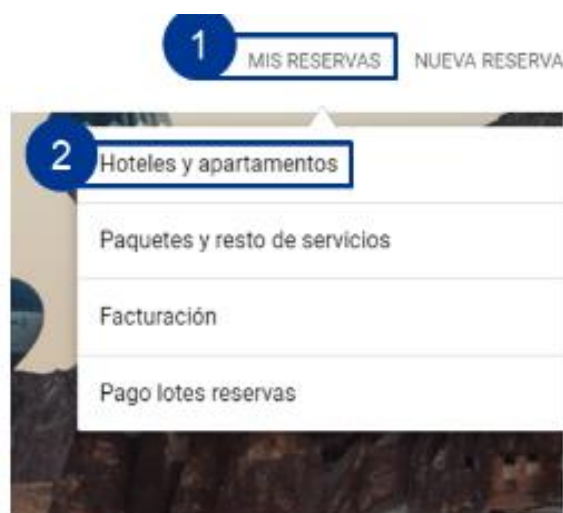 1
MIS RESERVAS NUEVA RESERVA
2
Hoteles y apartamentos
Paquetes y resto de servicios
Facturación
Pago lotes reservas